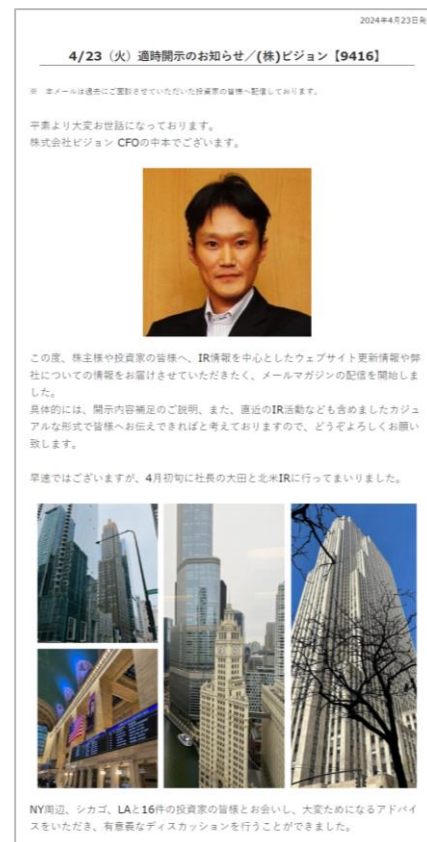 2024年4月23日発
4/23（火）適時開示のお知らせ／(株)ビジョン【9416】
※　本メールは過去にご面談させていただいた投資家の皆様へ配信しております。
平素より大変お世話になっております。
株式会社ビジョン CFOの中本でございます。
この度、株主様や投資家の皆様へ、IR情報を中心としたウェブサイト更新情報や弊
社についての情報をお届けさせていただきたく、メールマガジンの配信を開始しま
した。
具体的には、開示内容補足のご説明、また、直近のIR活動なども含めましたカジュ
アルな形式で皆様へお伝えできればと考えておりますので、どうぞよろしくお願い
致します。
早速ではございますが、4月初旬に社長の大田と北米IRに行ってまいりました。
NY周辺、シカゴ、LAと16件の投資家の皆様とお会いし、大変ためになるアドバイ
スをいただき、有意義なディスカッションを行うことができました。